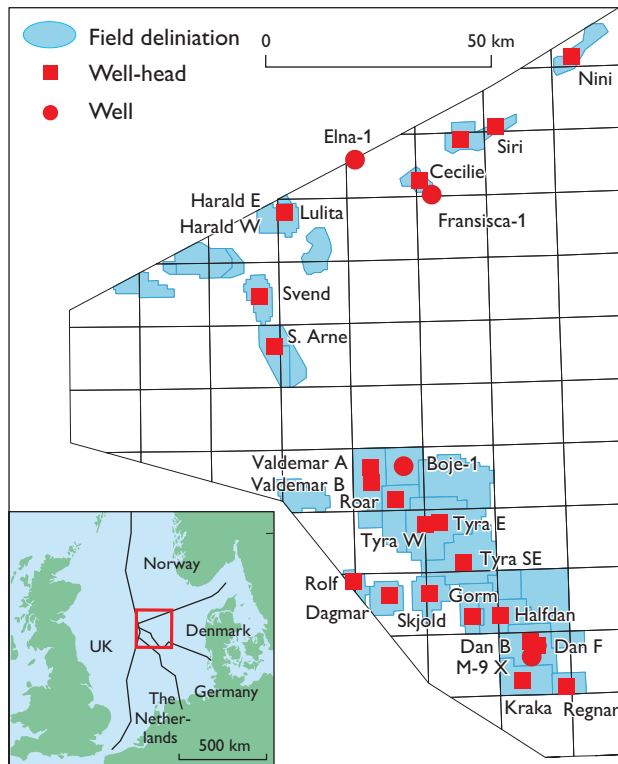 Field deliniation
Well-head
Well
0
50 km
Nini
Elna-1
Siri
Cecilie
Harald E
Lulita
Harald W
Fransisca-1
Svend
S. Arne
Valdemar A
Boje-1
Valdemar B
Roar
Tyra E
Tyra W
Tyra SE
Rolf
Gorm
Dagmar
Skjold
Halfdan
Dan B
Dan F
M-9 X
Kraka
Regnar
Norway
UK
Denmark
Germany
The
Nether-
lands
500 km